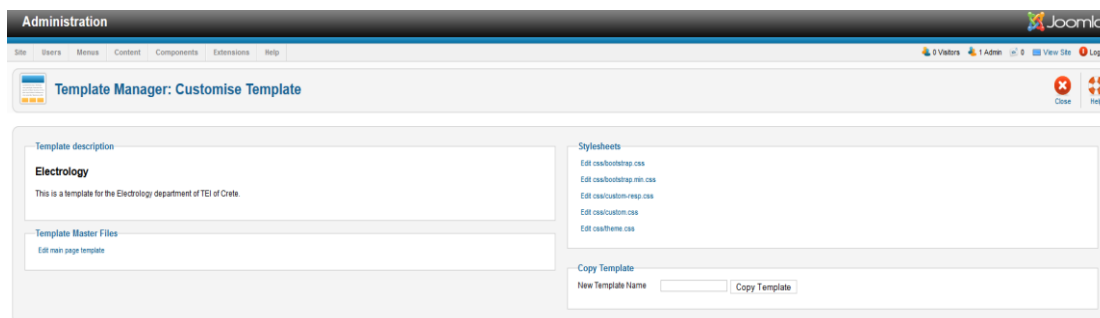 Administration
Joomla
Site Users Menus Content Components Extensions Help
0 Visitors 1 Admin 0 View Site Log
Template Manager: Customise Template
Close Hel
Template description
Electrology
This is a template for the Electrology department of TEI of Crete.
Template Master Files
Edit main page template
Stylesheets
Edit css/bootstrap.css
Edit css/bootstrap.min.css
Edit css/custom-resp.css
Edit css/custom.css
Edit css/theme.css
Copy Template
New Template Name Copy Template